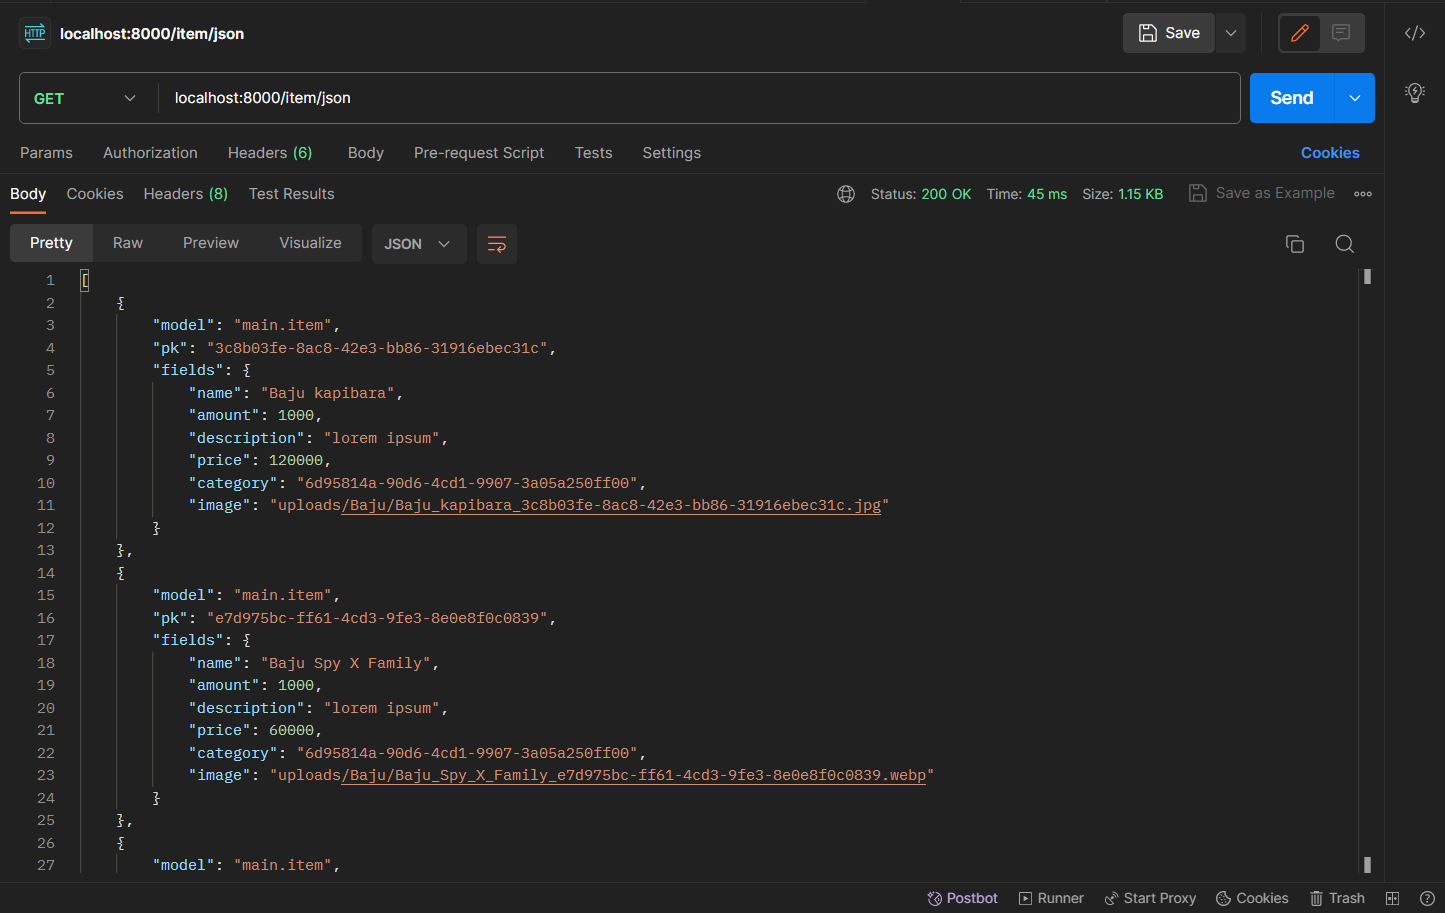 HTTP localhost:8000/item/json Save
GET localhost:8000/item/json Send
Params Authorization Headers (6) Body Pre-request Script Tests Settings Cookies
Body Cookies Headers (8) Test Results Status: 200 OK Time: 45 ms Size: 1.15 KB Save as Example
Pretty Raw Preview Visualize JSON
1 [
2 {
3 "model": "main.item",
4 "pk": "3c8b03fe-8ac8-42e3-bb86-31916ebec31c",
5 "fields": {
6 "name": "Baju kapibara",
7 "amount": 1000,
8 "description": "lorem ipsum",
9 "price": 120000,
10 "category": "6d95814a-90d6-4cd1-9907-3a05a250ff00",
11 "image": "uploads/Baju/Baju_kapibara_3c8b03fe-8ac8-42e3-bb86-31916ebec31c.jpg"
12 }
13 },
14 {
15 "model": "main.item",
16 "pk": "e7d975bc-ff61-4cd3-9fe3-8e0e8f0c0839",
17 "fields": {
18 "name": "Baju Spy X Family",
19 "amount": 1000,
20 "description": "lorem ipsum",
21 "price": 60000,
22 "category": "6d95814a-90d6-4cd1-9907-3a05a250ff00",
23 "image": "uploads/Baju/Baju_Spy_X_Family_e7d975bc-ff61-4cd3-9fe3-8e0e8f0c0839.webp"
24 }
25 },
26 {
27 "model": "main.item",
Postbot Runner Start Proxy Cookies Trash